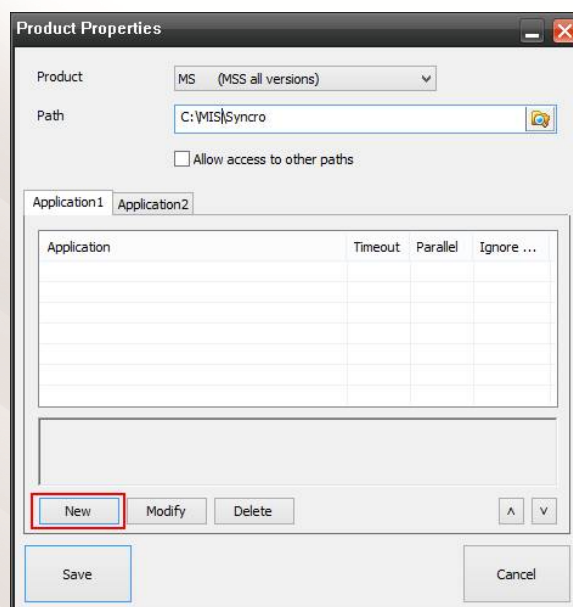 Product Properties
Product
MS (MSS all versions)
Path
C:\MIS\Syncro
Allow access to other paths
Application1 Application2
Application Timeout Parallel Ignore ...
New Modify Delete ʌ v
Save Cancel